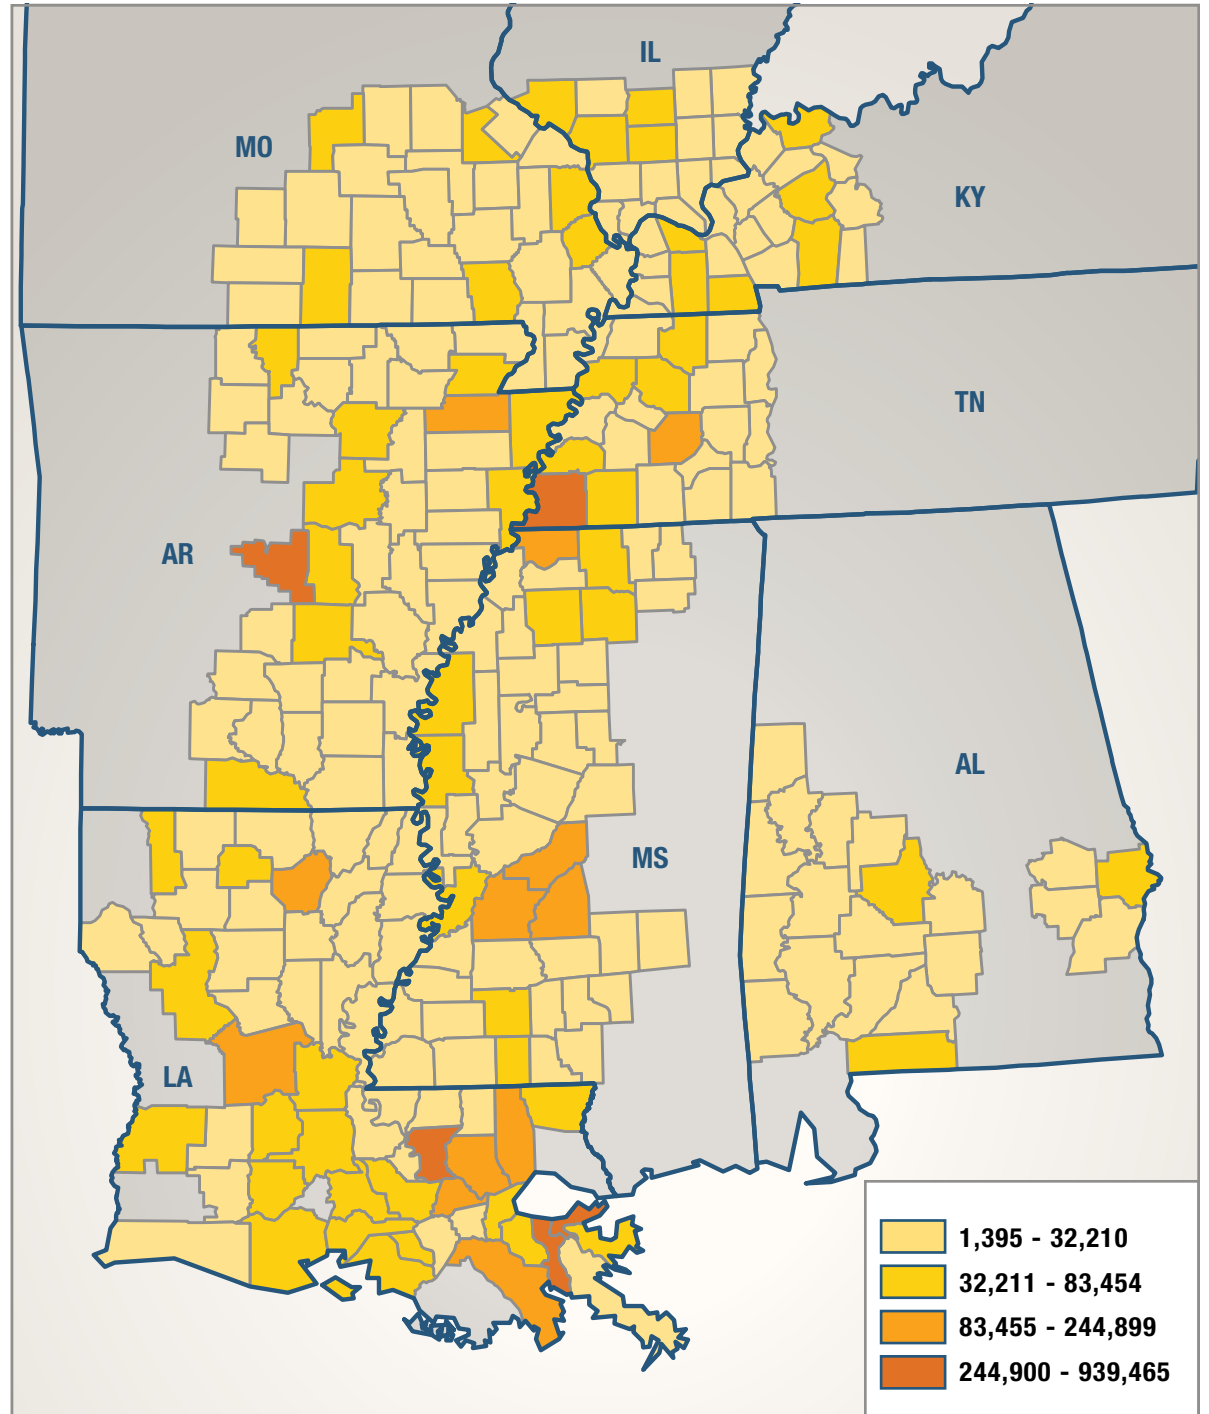 IL
MO
KY
TN
AR
AL
MS
LA
1,395 - 32,210
32,211 - 83,454
83,455 - 244,899
244,900 - 939,465